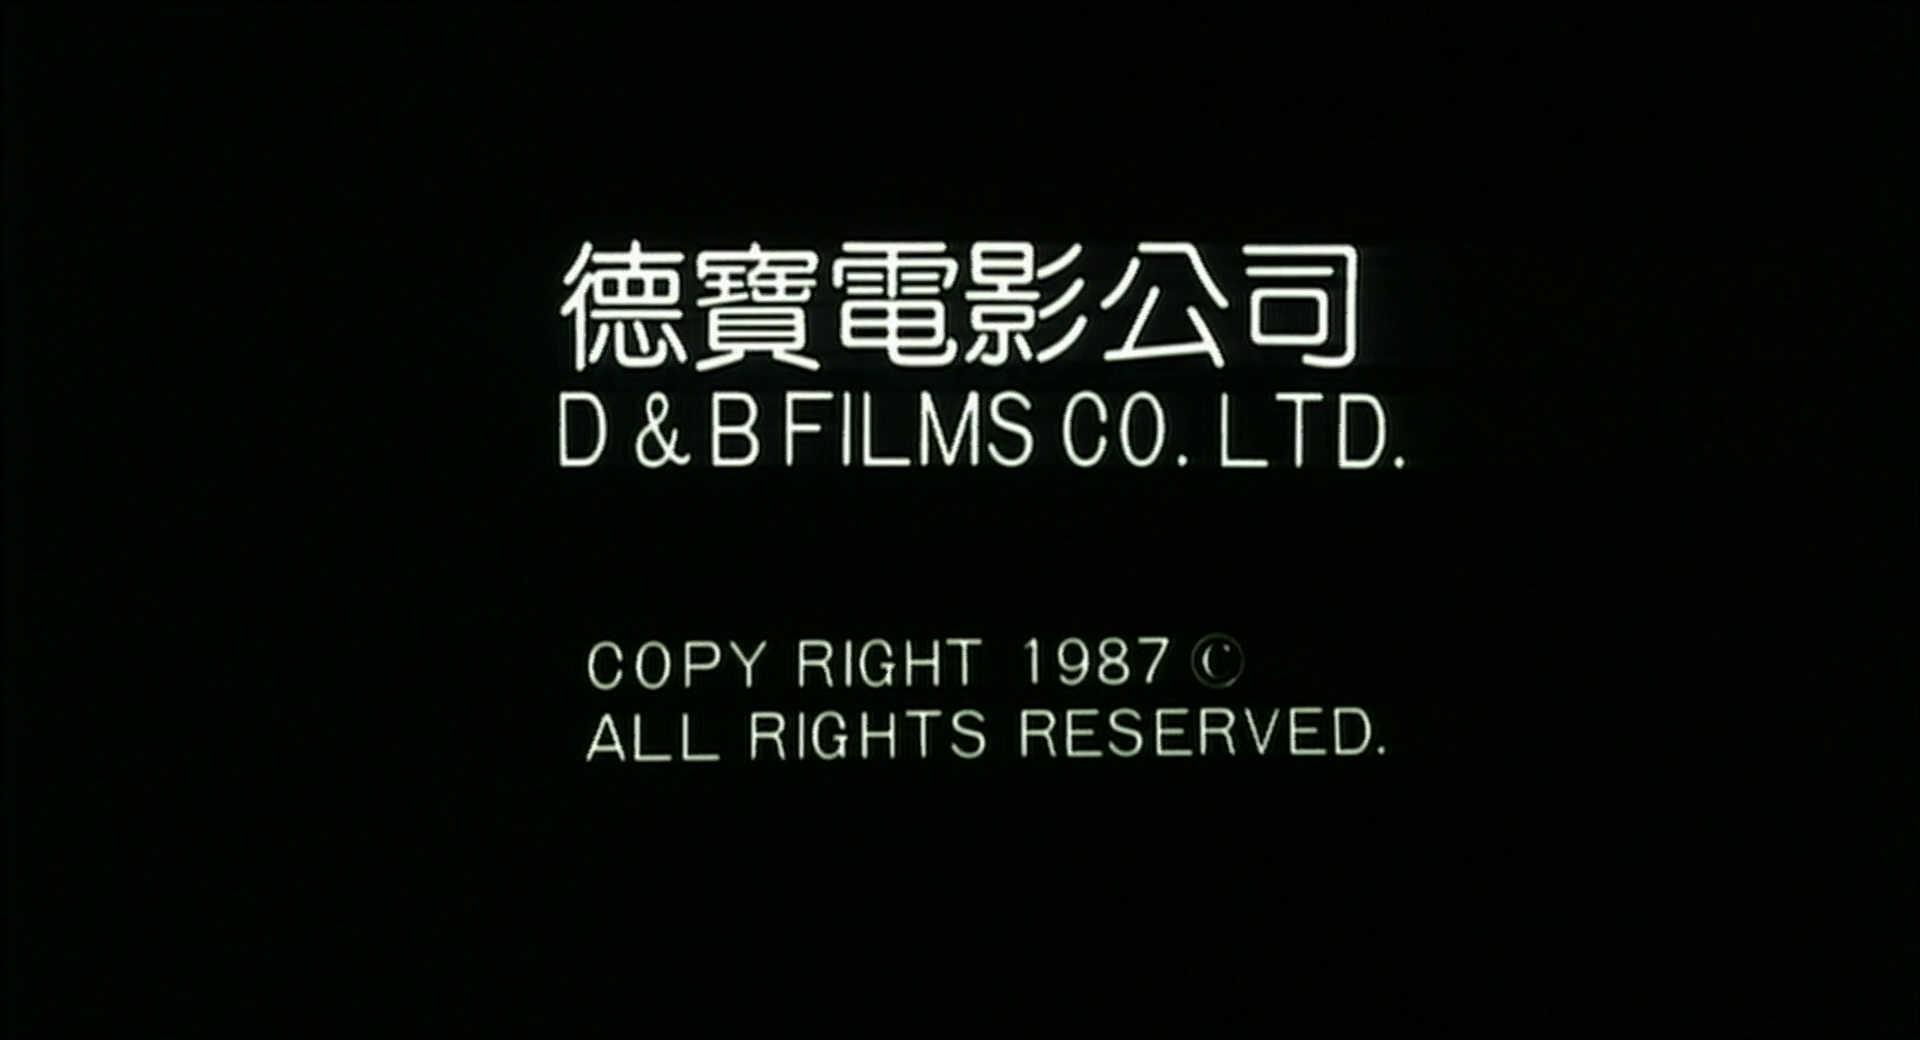 德寶電影公司
D & B FILMS CO. LTD.
COPY RIGHT 1987 ©
ALL RIGHTS RESERVED.